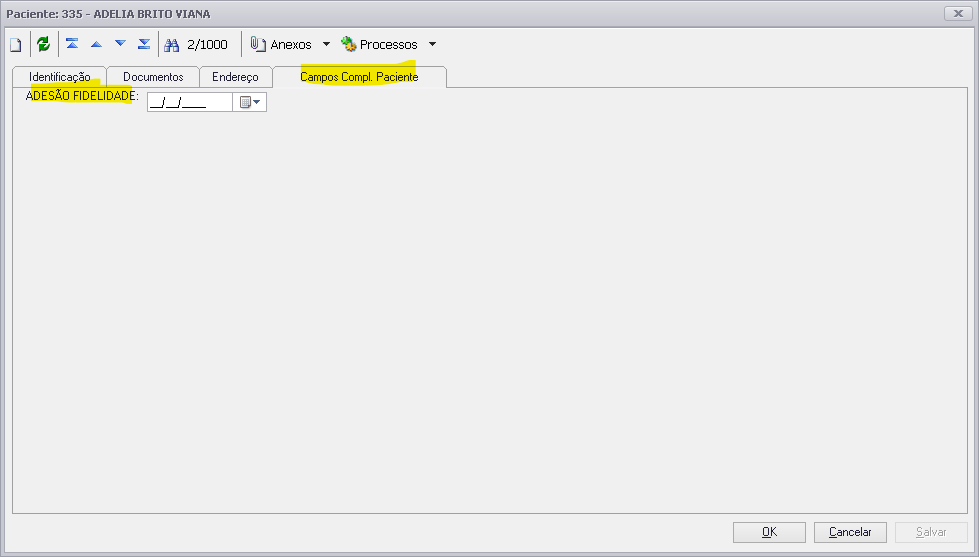 Paciente: 335 - ADELIA BRITO VIANA
2/1000 Anexos Processos
Identificação Documentos Endereço Campos Compl. Paciente
ADESÃO FIDELIDADE: __/__/____
OK Cancelar Salvar